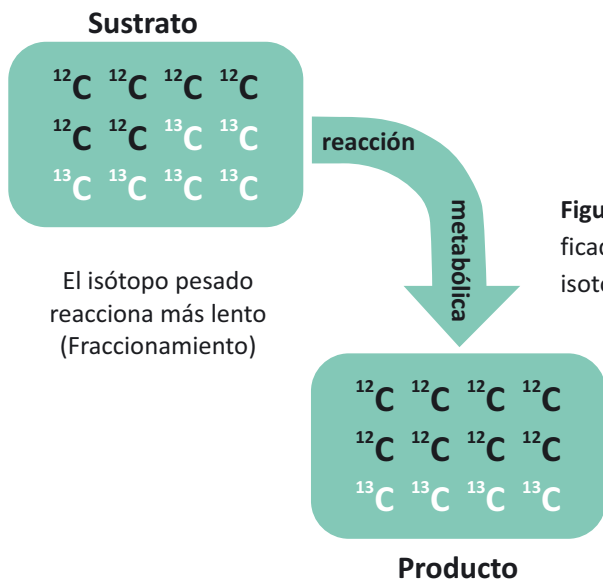 Sustrato
¹²C ¹²C ¹²C ¹²C
¹²C ¹²C ¹³C ¹³C
¹³C ¹³C ¹³C ¹³C
reacción
metabólica
El isótopo pesado
reacciona más lento
(Fraccionamiento)
¹²C ¹²C ¹²C ¹²C
¹²C ¹²C ¹²C ¹²C
¹³C ¹³C ¹³C ¹³C
Producto